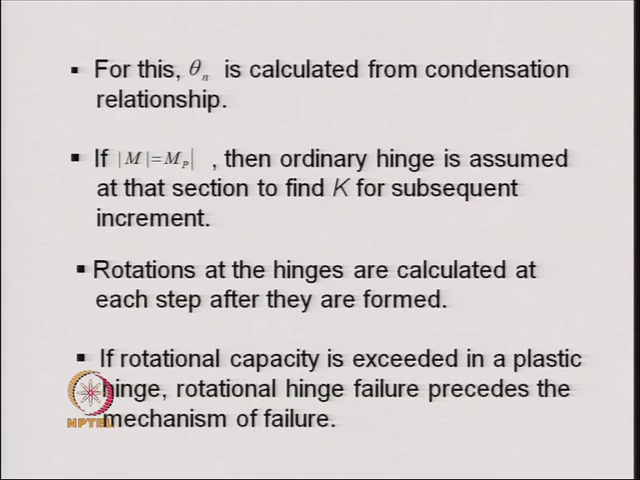 ▪ For this, θn is calculated from condensation
relationship.
▪ If |M|=MP| , then ordinary hinge is assumed
at that section to find K for subsequent
increment.
▪ Rotations at the hinges are calculated at
each step after they are formed.
▪ If rotational capacity is exceeded in a plastic
hinge, rotational hinge failure precedes the
mechanism of failure.
NPTEL